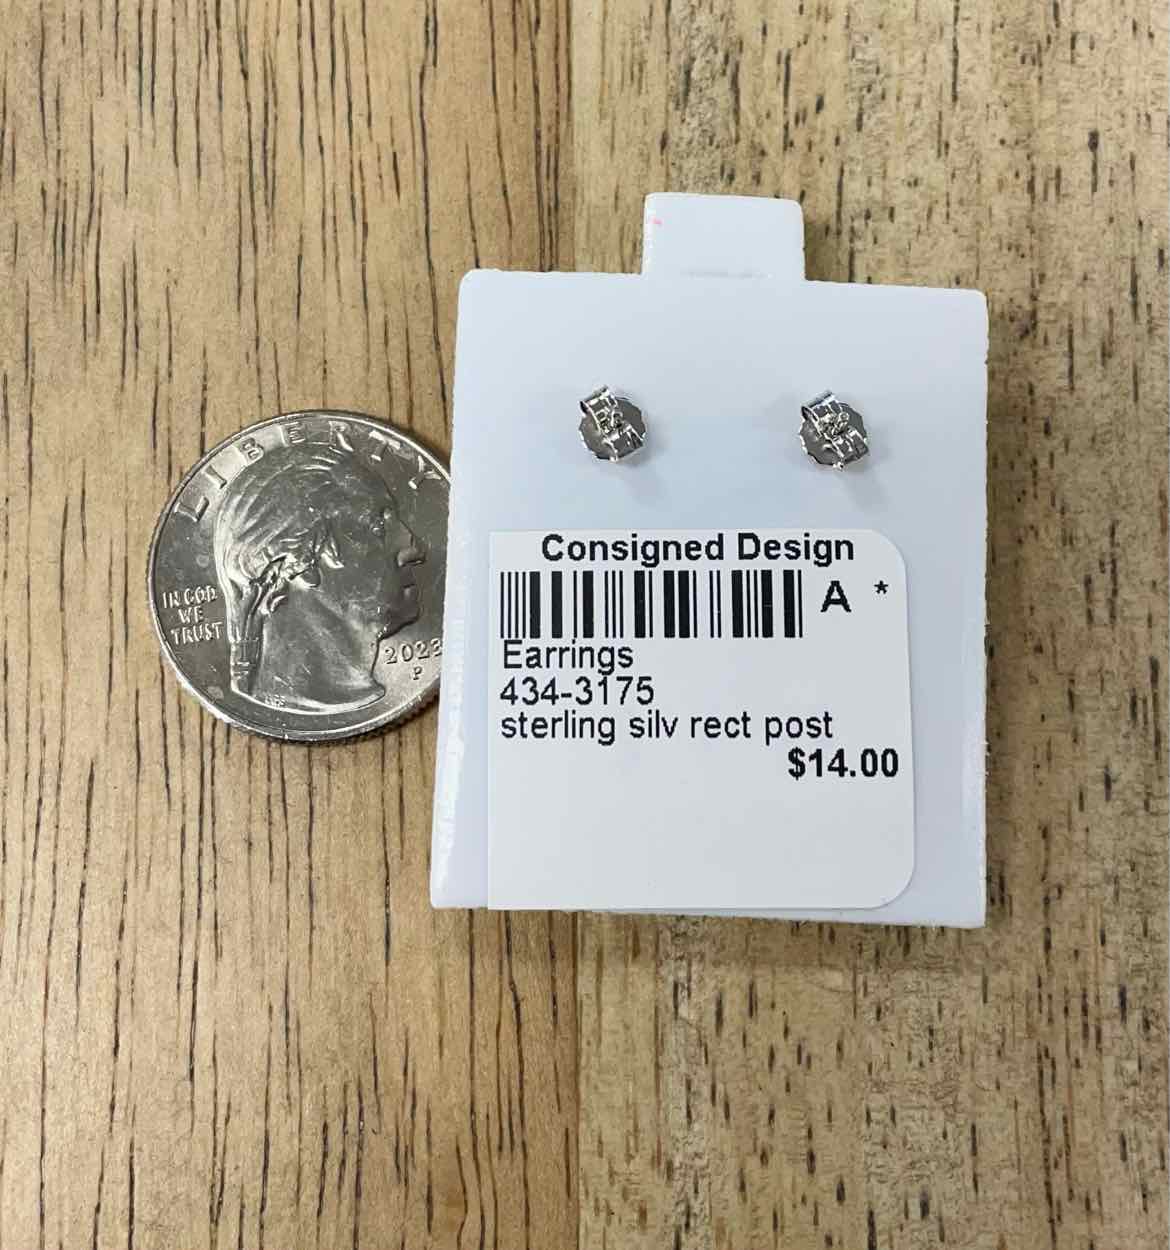 LIBERTY
IN GOD
WE
TRUST
2023
P
Consigned Design
A *
Earrings
434-3175
sterling silv rect post
$14.00